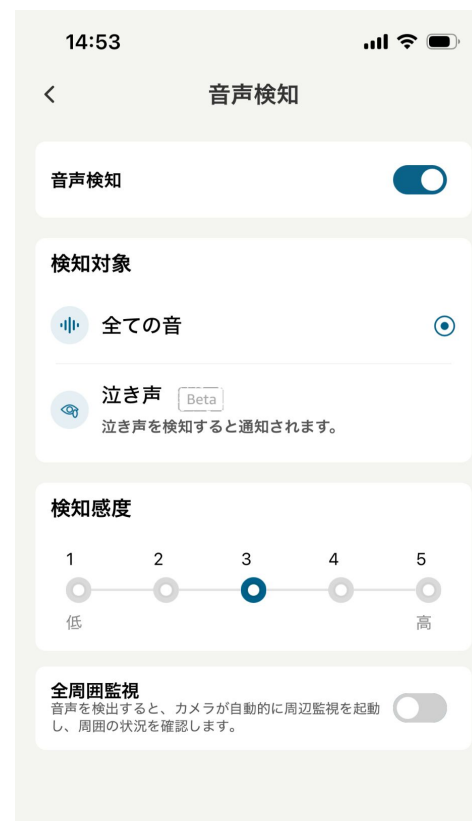 14:53
音声検知
音声検知
検知対象
全ての音
泣き声 Beta
泣き声を検知すると通知されます。
検知感度
1 2 3 4 5
低 高
全周囲監視
音声を検出すると、カメラが自動的に周辺監視を起動
し、周囲の状況を確認します。